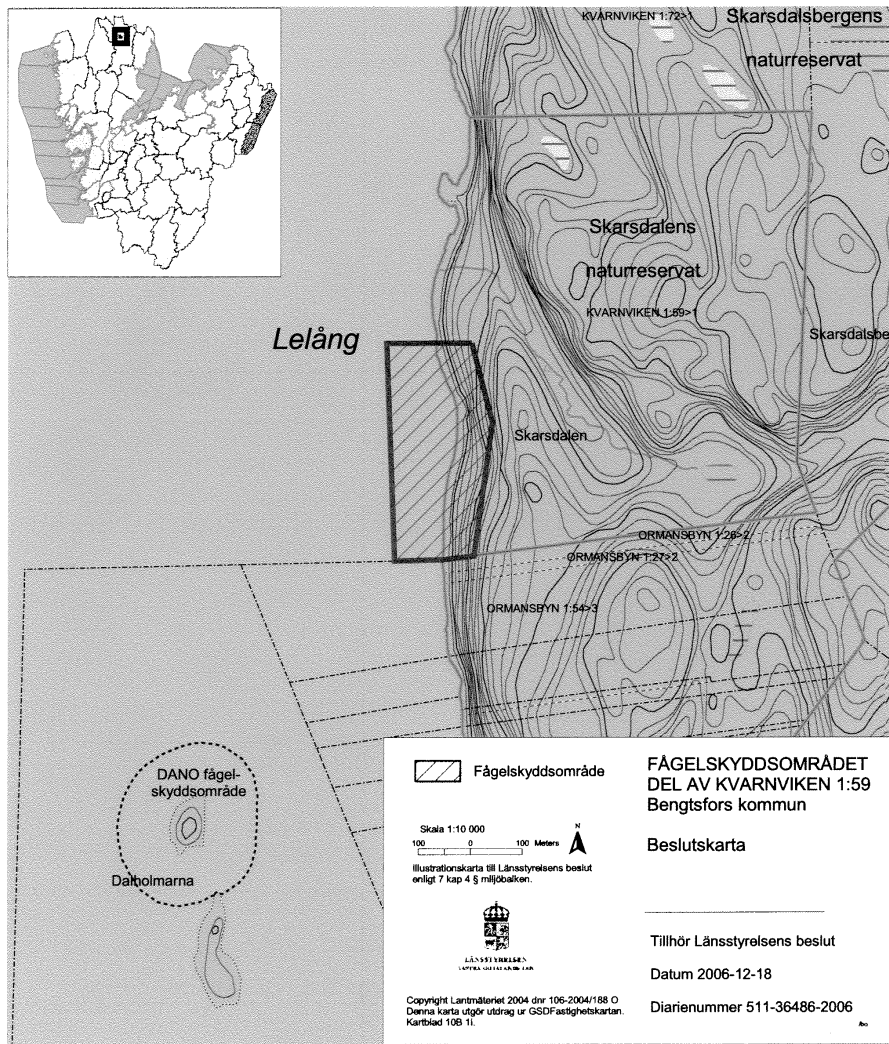 KVARNVIKEN 1:72>1
Skarsdalsbergens
naturreservat
Skarsdalens
naturreservat
KVARNVIKEN 1:59>1
Lelång
Skarsdalsbe
Skarsdalen
ORMANSBYN 1:26>2
ORMANSBYN 1:27>2
ORMANSBYN 1:54>3
DANO fågel-
skyddsområde
Dalholmarna
Fågelskyddsområde
Skala 1:10 000
100 0 100 Meters
N
Illustrationskarta till Länsstyrelsens beslut
enligt 7 kap 4 § miljöbalken.
LÄNSSTYRELSEN
VÄSTRA GÖTALANDS LÄN
Copyright Lantmäteriet 2004 dnr 106-2004/188 O
Denna karta utgör utdrag ur GSDFastighetskartan.
Kartblad 10B 1i.
FÅGELSKYDDSOMRÅDET
DEL AV KVARNVIKEN 1:59
Bengtsfors kommun
Beslutskarta
Tillhör Länsstyrelsens beslut
Datum 2006-12-18
Diarienummer 511-36486-2006